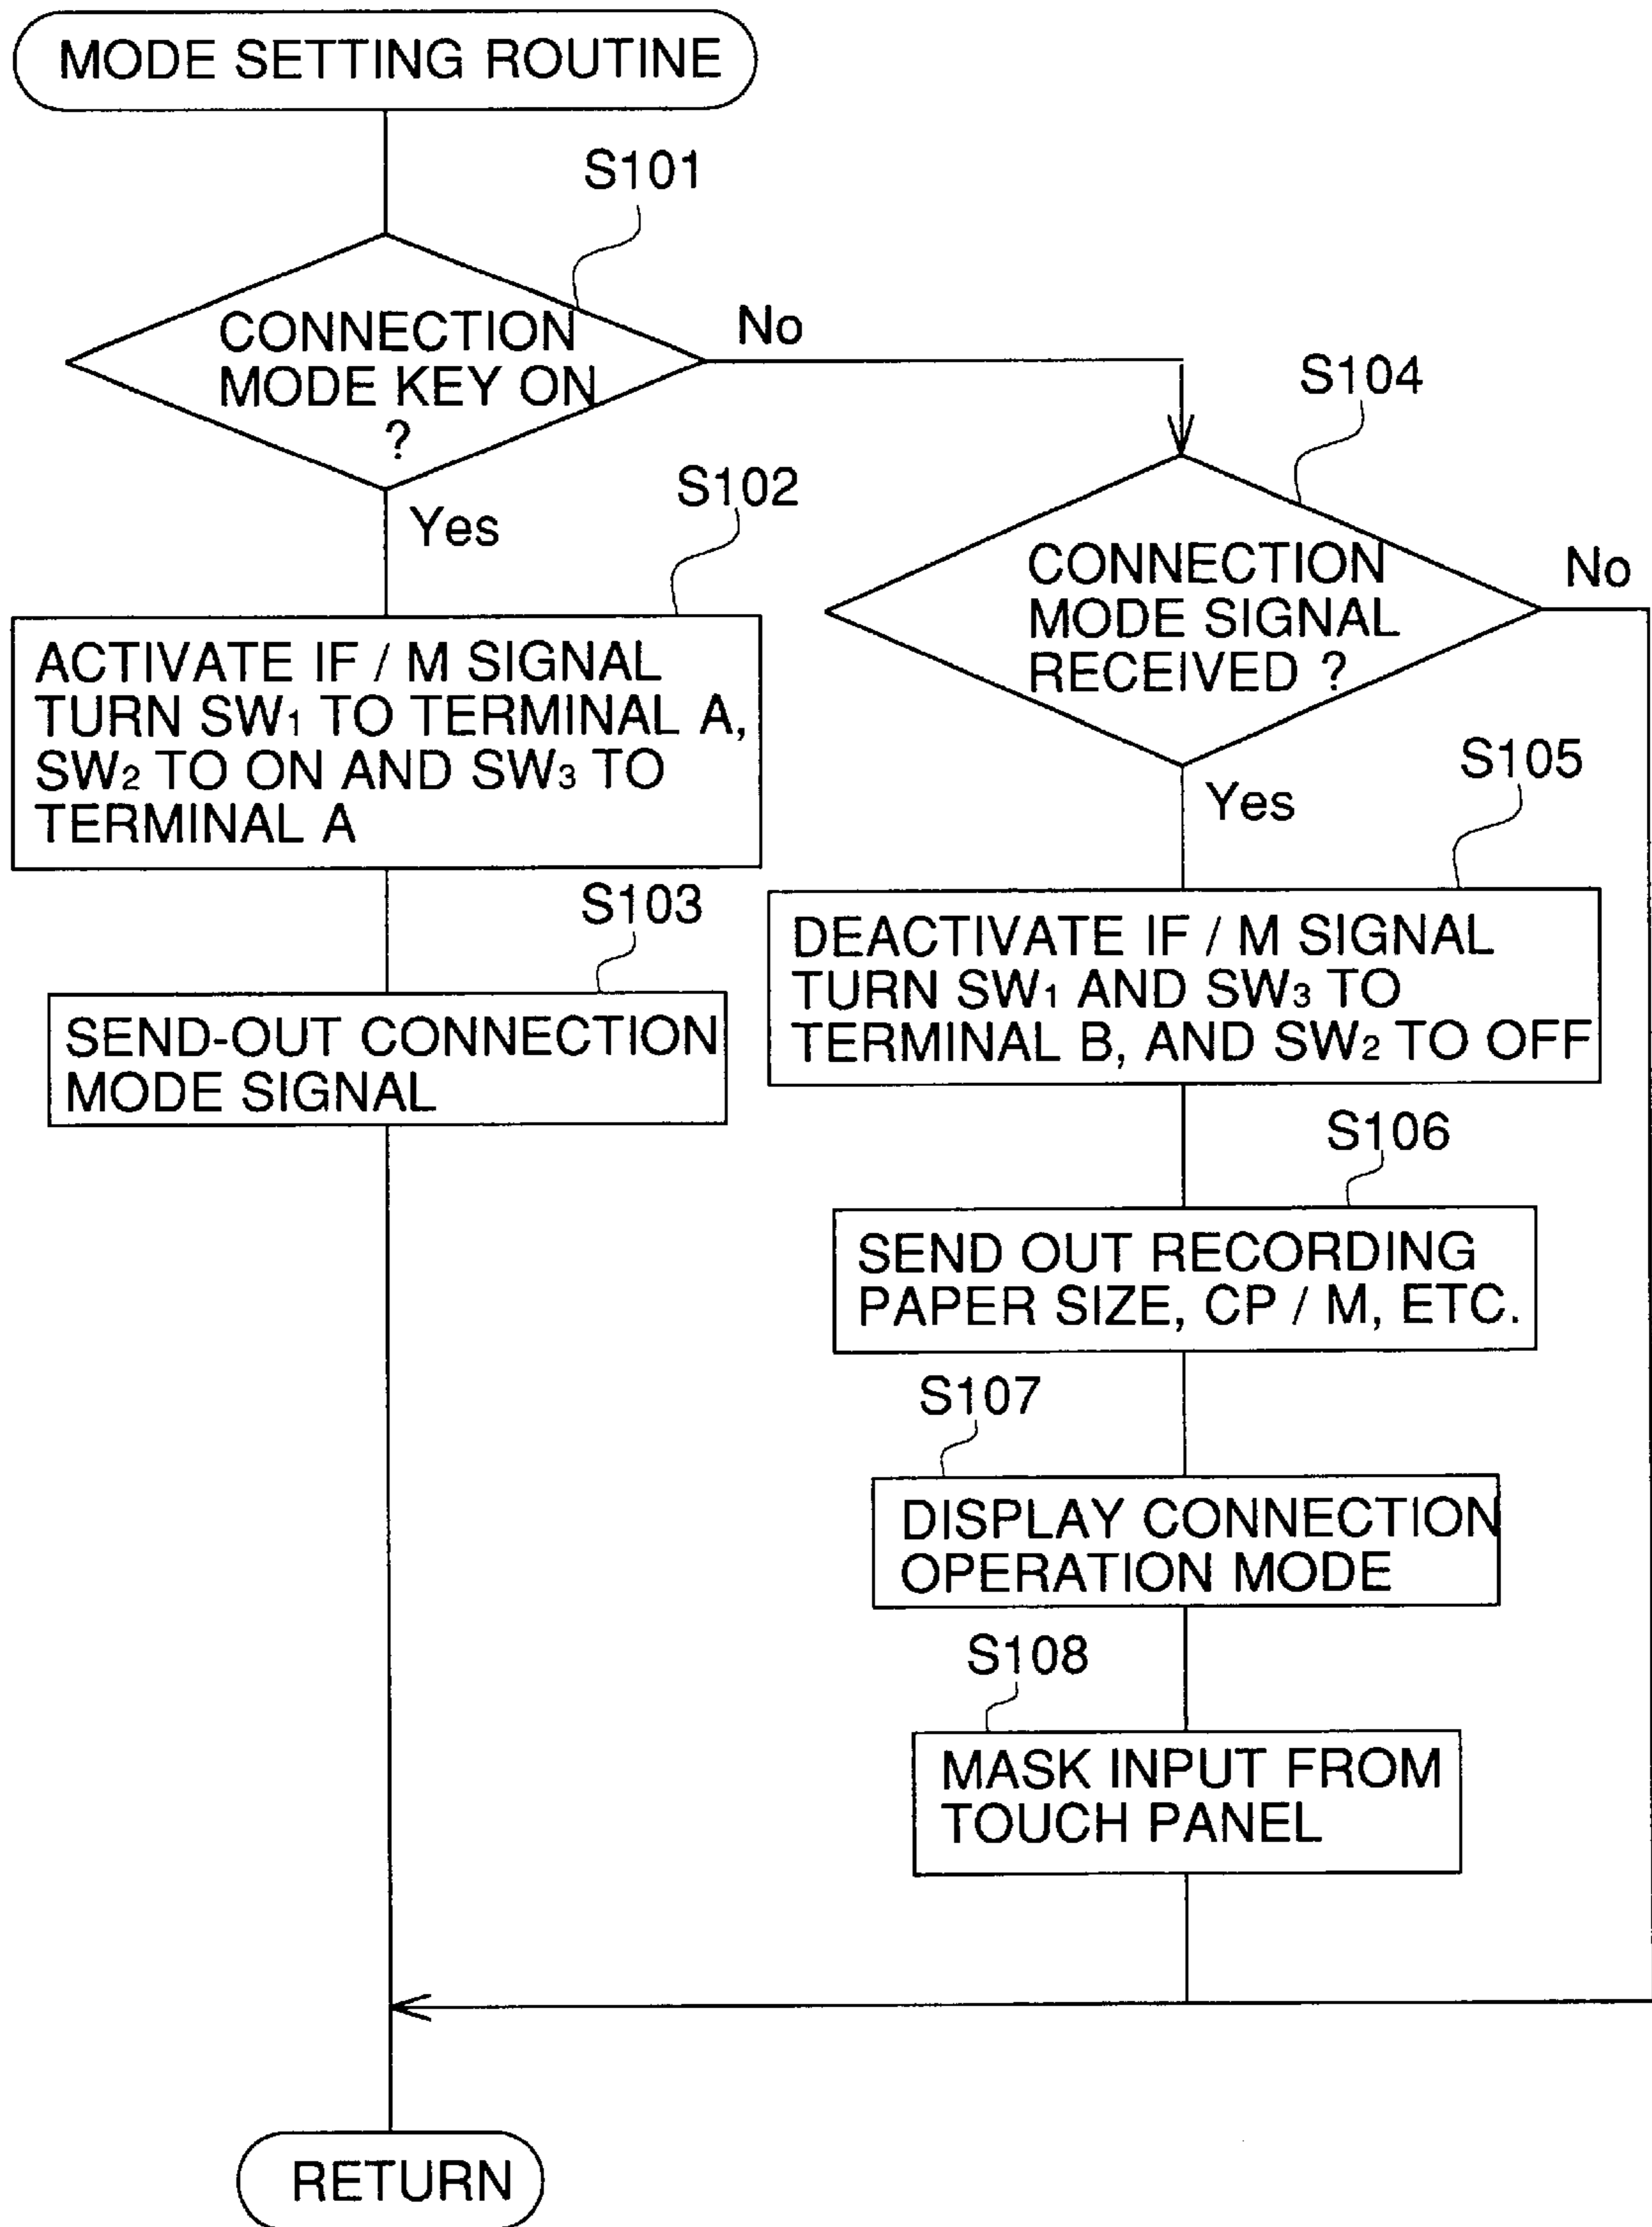 MODE SETTING ROUTINE
S101
CONNECTION
MODE KEY ON
?
No
Yes
S102
ACTIVATE IF / M SIGNAL
TURN SW1 TO TERMINAL A,
SW2 TO ON AND SW3 TO
TERMINAL A
S103
SEND-OUT CONNECTION
MODE SIGNAL
S104
CONNECTION
MODE SIGNAL
RECEIVED ?
No
Yes
S105
DEACTIVATE IF / M SIGNAL
TURN SW1 AND SW3 TO
TERMINAL B, AND SW2 TO OFF
S106
SEND OUT RECORDING
PAPER SIZE, CP / M, ETC.
S107
DISPLAY CONNECTION
OPERATION MODE
S108
MASK INPUT FROM
TOUCH PANEL
RETURN